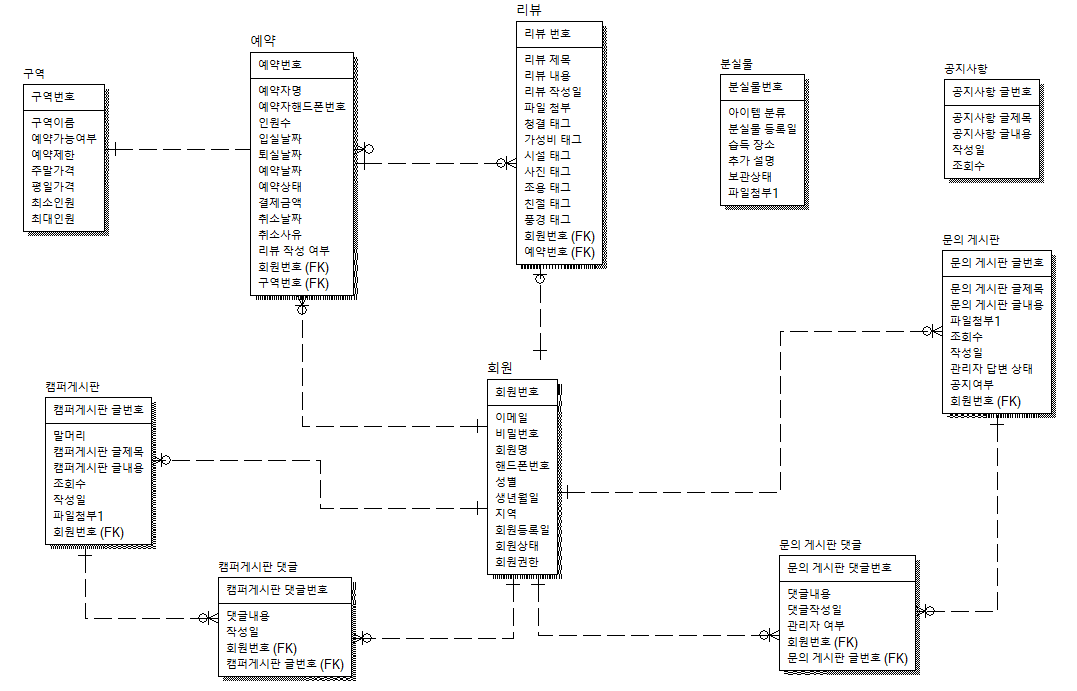 구역
구역번호
구역이름
예약가능여부
예약제한
주말가격
평일가격
최소인원
최대인원
예약
예약번호
예약자명
예약자핸드폰번호
인원수
입실날짜
퇴실날짜
예약날짜
예약상태
결제금액
취소날짜
취소사유
리뷰 작성 여부
회원번호 (FK)
구역번호 (FK)
리뷰
리뷰 번호
리뷰 제목
리뷰 내용
리뷰 작성일
파일 첨부
청결 태그
가성비 태그
시설 태그
사진 태그
조용 태그
친절 태그
풍경 태그
회원번호 (FK)
예약번호 (FK)
분실물
분실물번호
아이템 분류
분실물 등록일
습득 장소
추가 설명
보관상태
파일첨부1
공지사항
공지사항 글번호
공지사항 글제목
공지사항 글내용
작성일
조회수
문의 게시판
문의 게시판 글번호
문의 게시판 글제목
문의 게시판 글내용
파일첨부1
조회수
작성일
관리자 답변 상태
공지여부
회원번호 (FK)
회원
회원번호
이메일
비밀번호
회원명
핸드폰번호
성별
생년월일
지역
회원등록일
회원상태
회원권한
캠퍼게시판
캠퍼게시판 글번호
말머리
캠퍼게시판 글제목
캠퍼게시판 글내용
조회수
작성일
파일첨부1
회원번호 (FK)
캠퍼게시판 댓글
캠퍼게시판 댓글번호
댓글내용
작성일
회원번호 (FK)
캠퍼게시판 글번호 (FK)
문의 게시판 댓글
문의 게시판 댓글번호
댓글내용
댓글작성일
관리자 여부
회원번호 (FK)
문의 게시판 글번호 (FK)